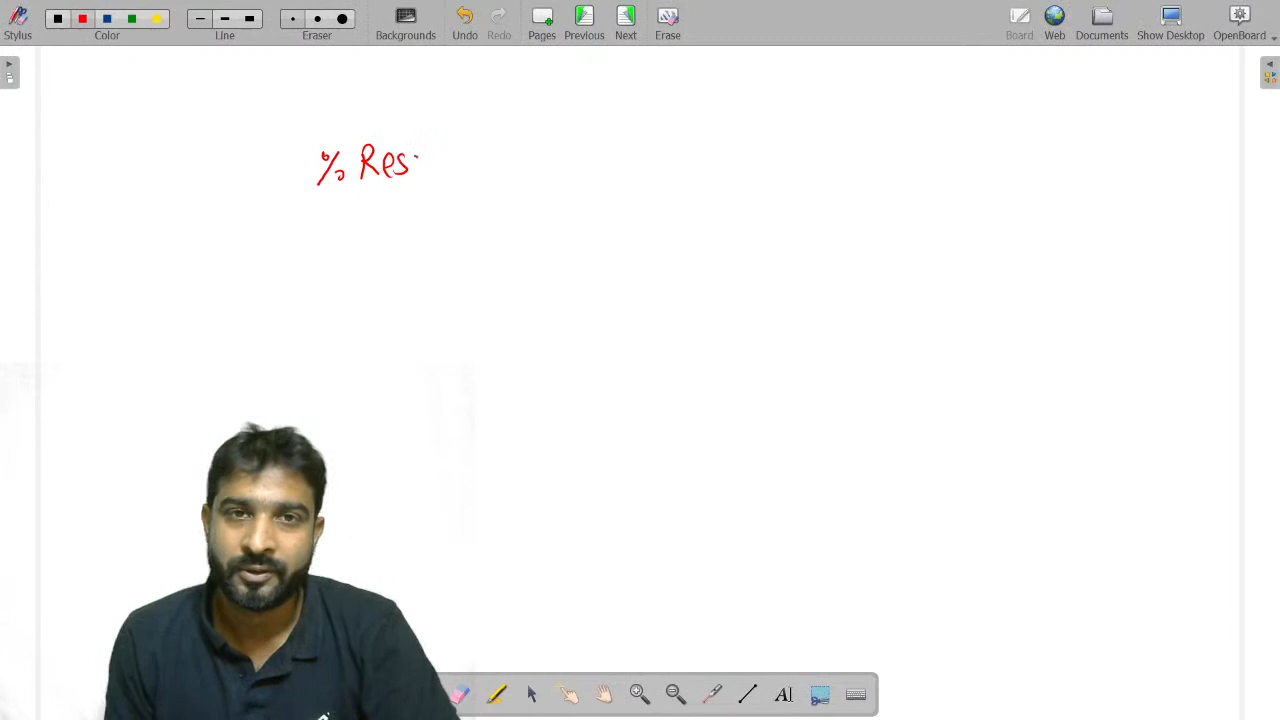 Stylus Color Line Eraser Backgrounds Undo Redo Pages Previous Next Erase Board Web Documents Show Desktop OpenBoard
% Res
A